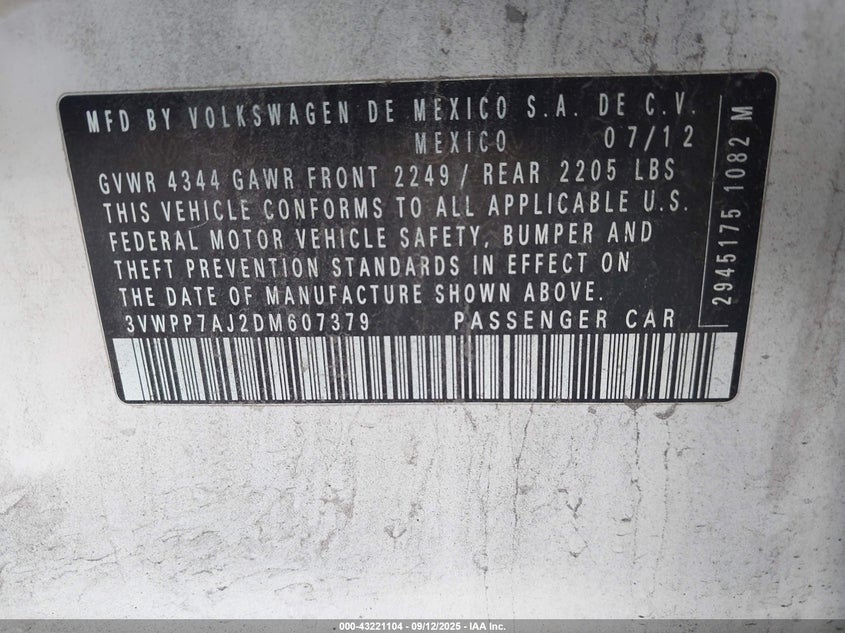 MFD BY VOLKSWAGEN DE MEXICO S.A. DE C.V.
MEXICO 07/12
GVWR 4344 GAWR FRONT 2249 / REAR 2205 LBS
THIS VEHICLE CONFORMS TO ALL APPLICABLE U.S.
FEDERAL MOTOR VEHICLE SAFETY, BUMPER AND
THEFT PREVENTION STANDARDS IN EFFECT ON
THE DATE OF MANUFACTURE SHOWN ABOVE.
3VWPP7AJ2DM607379 PASSENGER CAR
2945175 1082 M
000-43221104 - 09/12/2025 - IAA Inc.